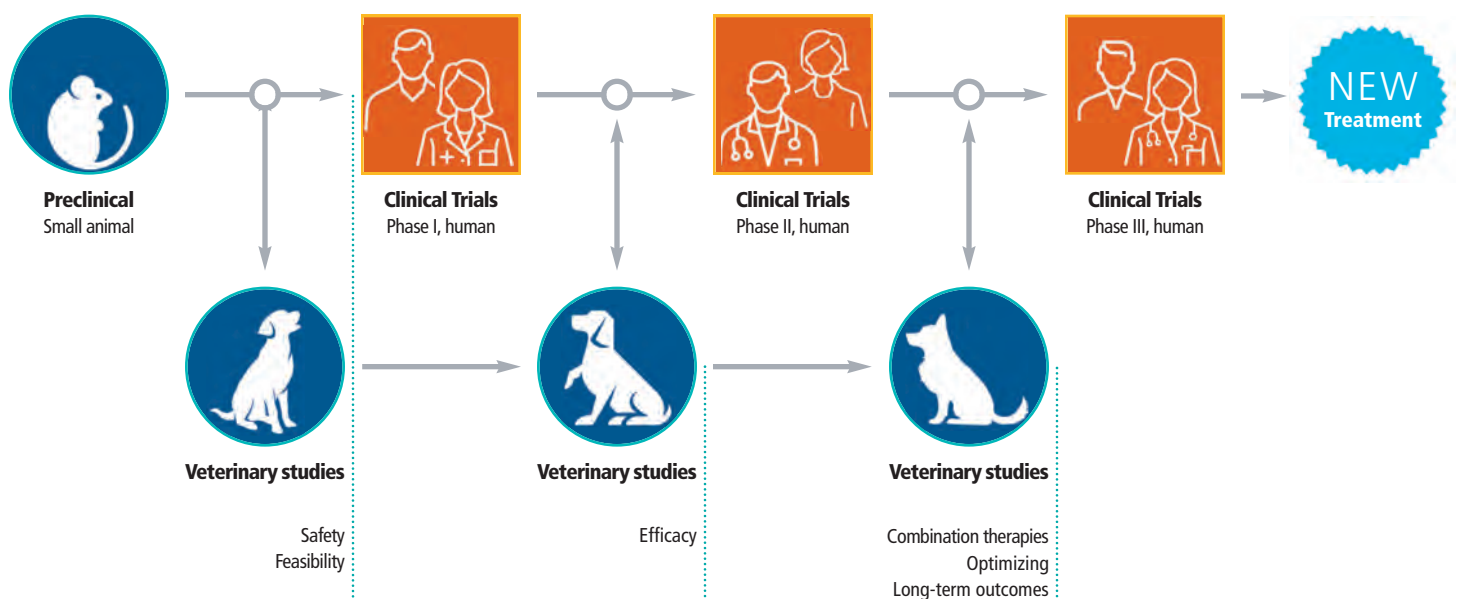 NEW
Treatment
Preclinical
Small animal
Clinical Trials
Phase I, human
Clinical Trials
Phase II, human
Clinical Trials
Phase III, human
Veterinary studies
Veterinary studies
Veterinary studies
Safety
Feasibility
Efficacy
Combination therapies
Optimizing
Long-term outcomes